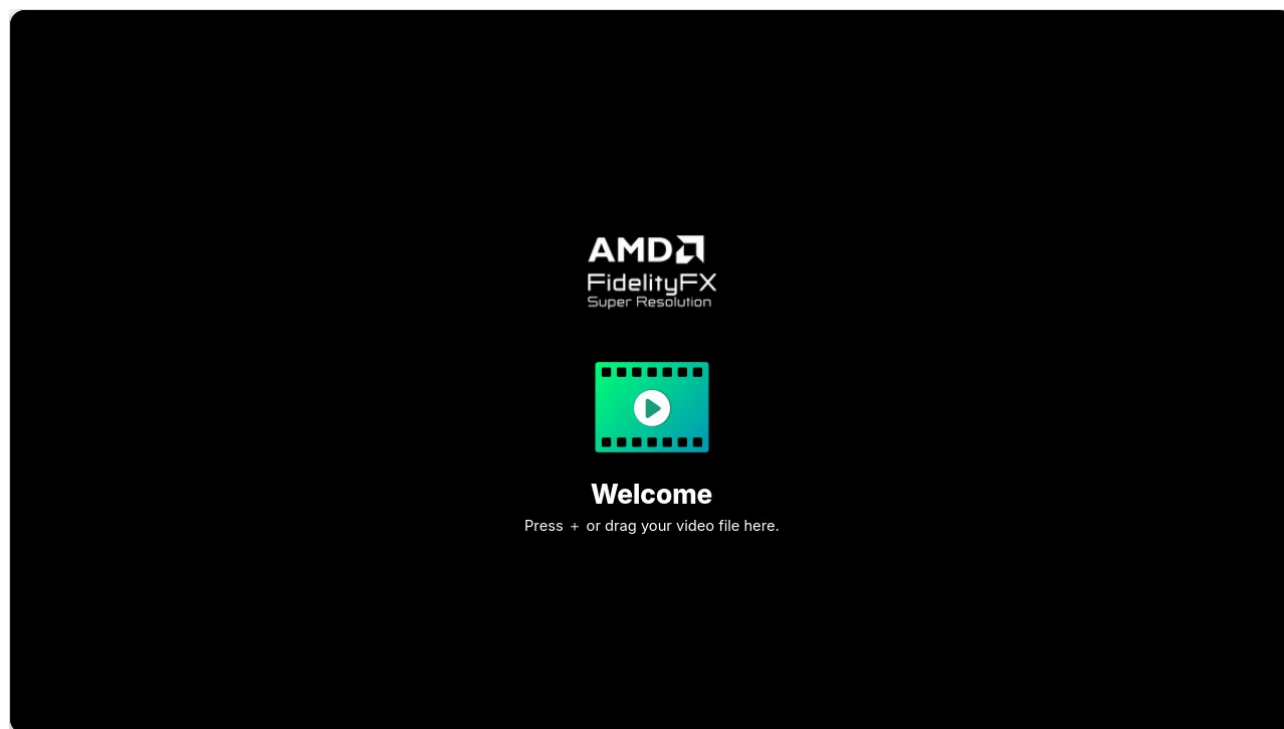 AMD
FidelityFX
Super Resolution
Welcome
Press + or drag your video file here.